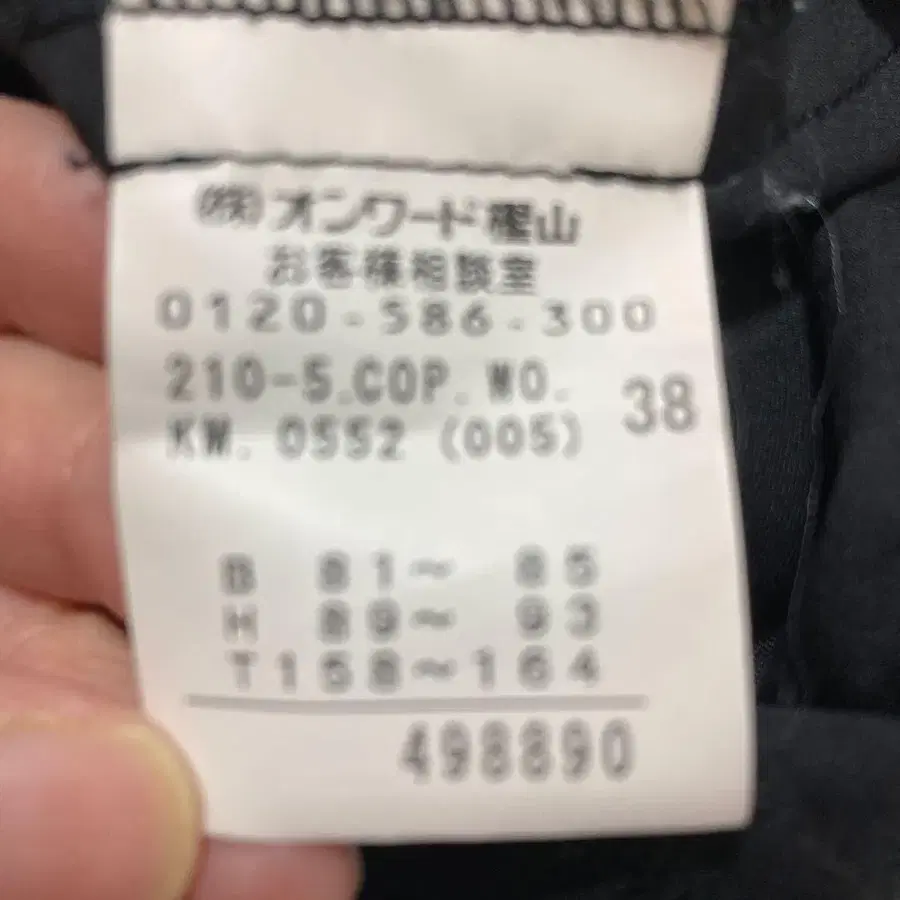 (株)オンワード樫山
お客様相談室
0120-586-300
210-5.COP.WO. 38
KW. 0552 (005)
B 81~ 85
H 89~ 93
T158~164
498890